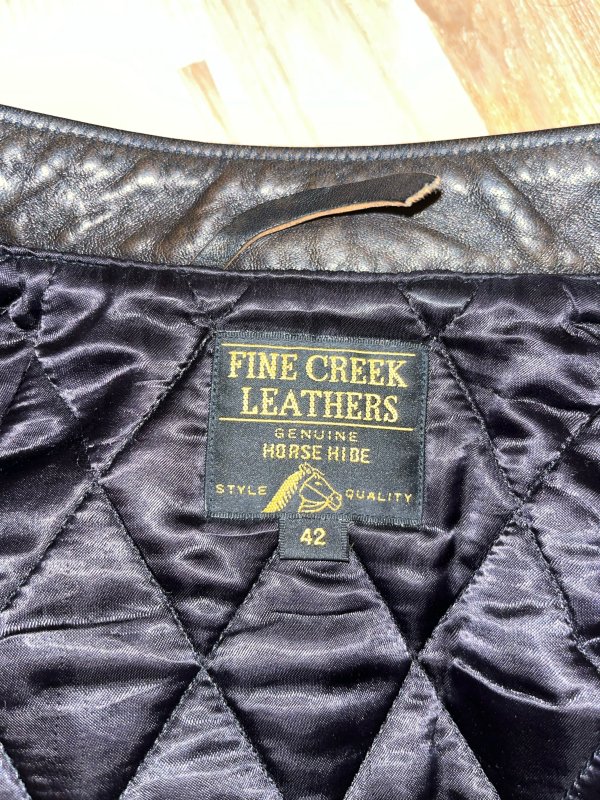 FINE CREEK
LEATHERS
GENUINE
HORSE HIDE
STYLE QUALITY
42